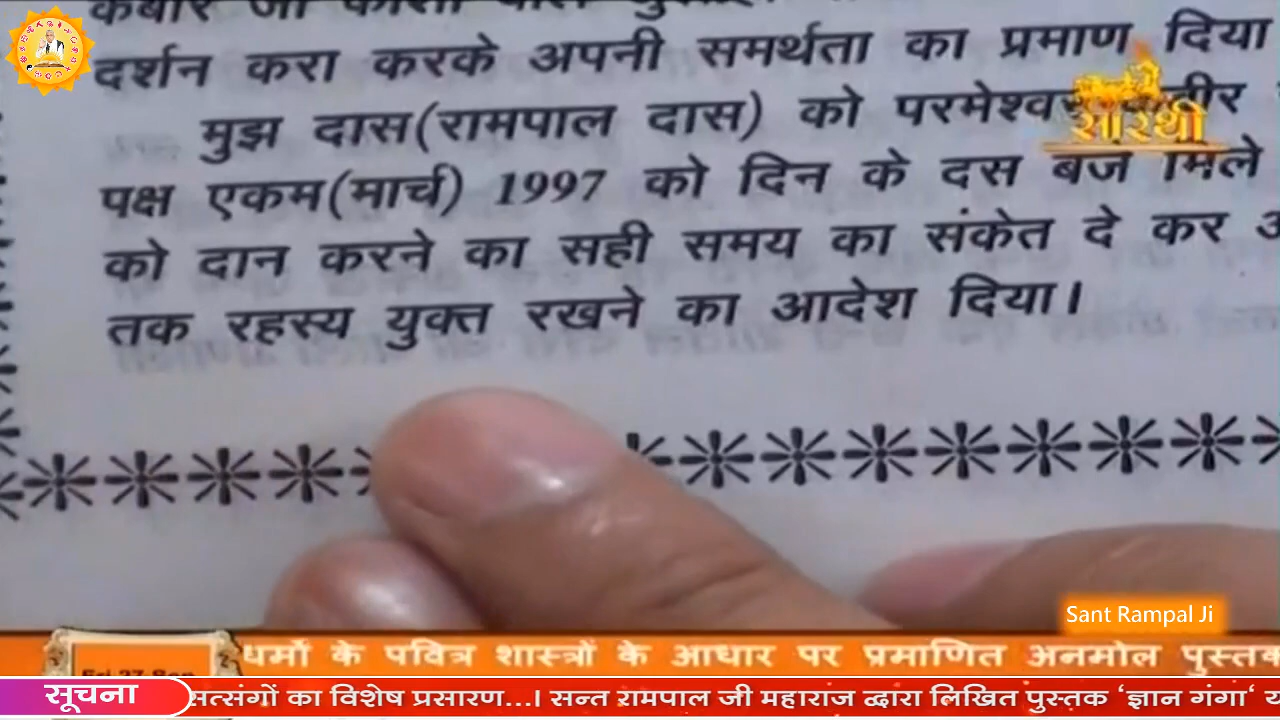 दर्शन करा करके अपनी समर्थता का प्रमाण दिया
मुझ दास(रामपाल दास) को परमेश्वर कबीर
सारथी
पक्ष एकम(मार्च) 1997 को दिन के दस बजे मिले
को दान करने का सही समय का संकेत दे कर
तक रहस्य युक्त रखने का आदेश दिया।
Sant Rampal Ji
धर्मों के पवित्र शास्त्रों के आधार पर प्रमाणित अनमोल पुस्तक
सूचना सत्संगों का विशेष प्रसारण...। सन्त रामपाल जी महाराज द्वारा लिखित पुस्तक ‘ज्ञान गंगा‘